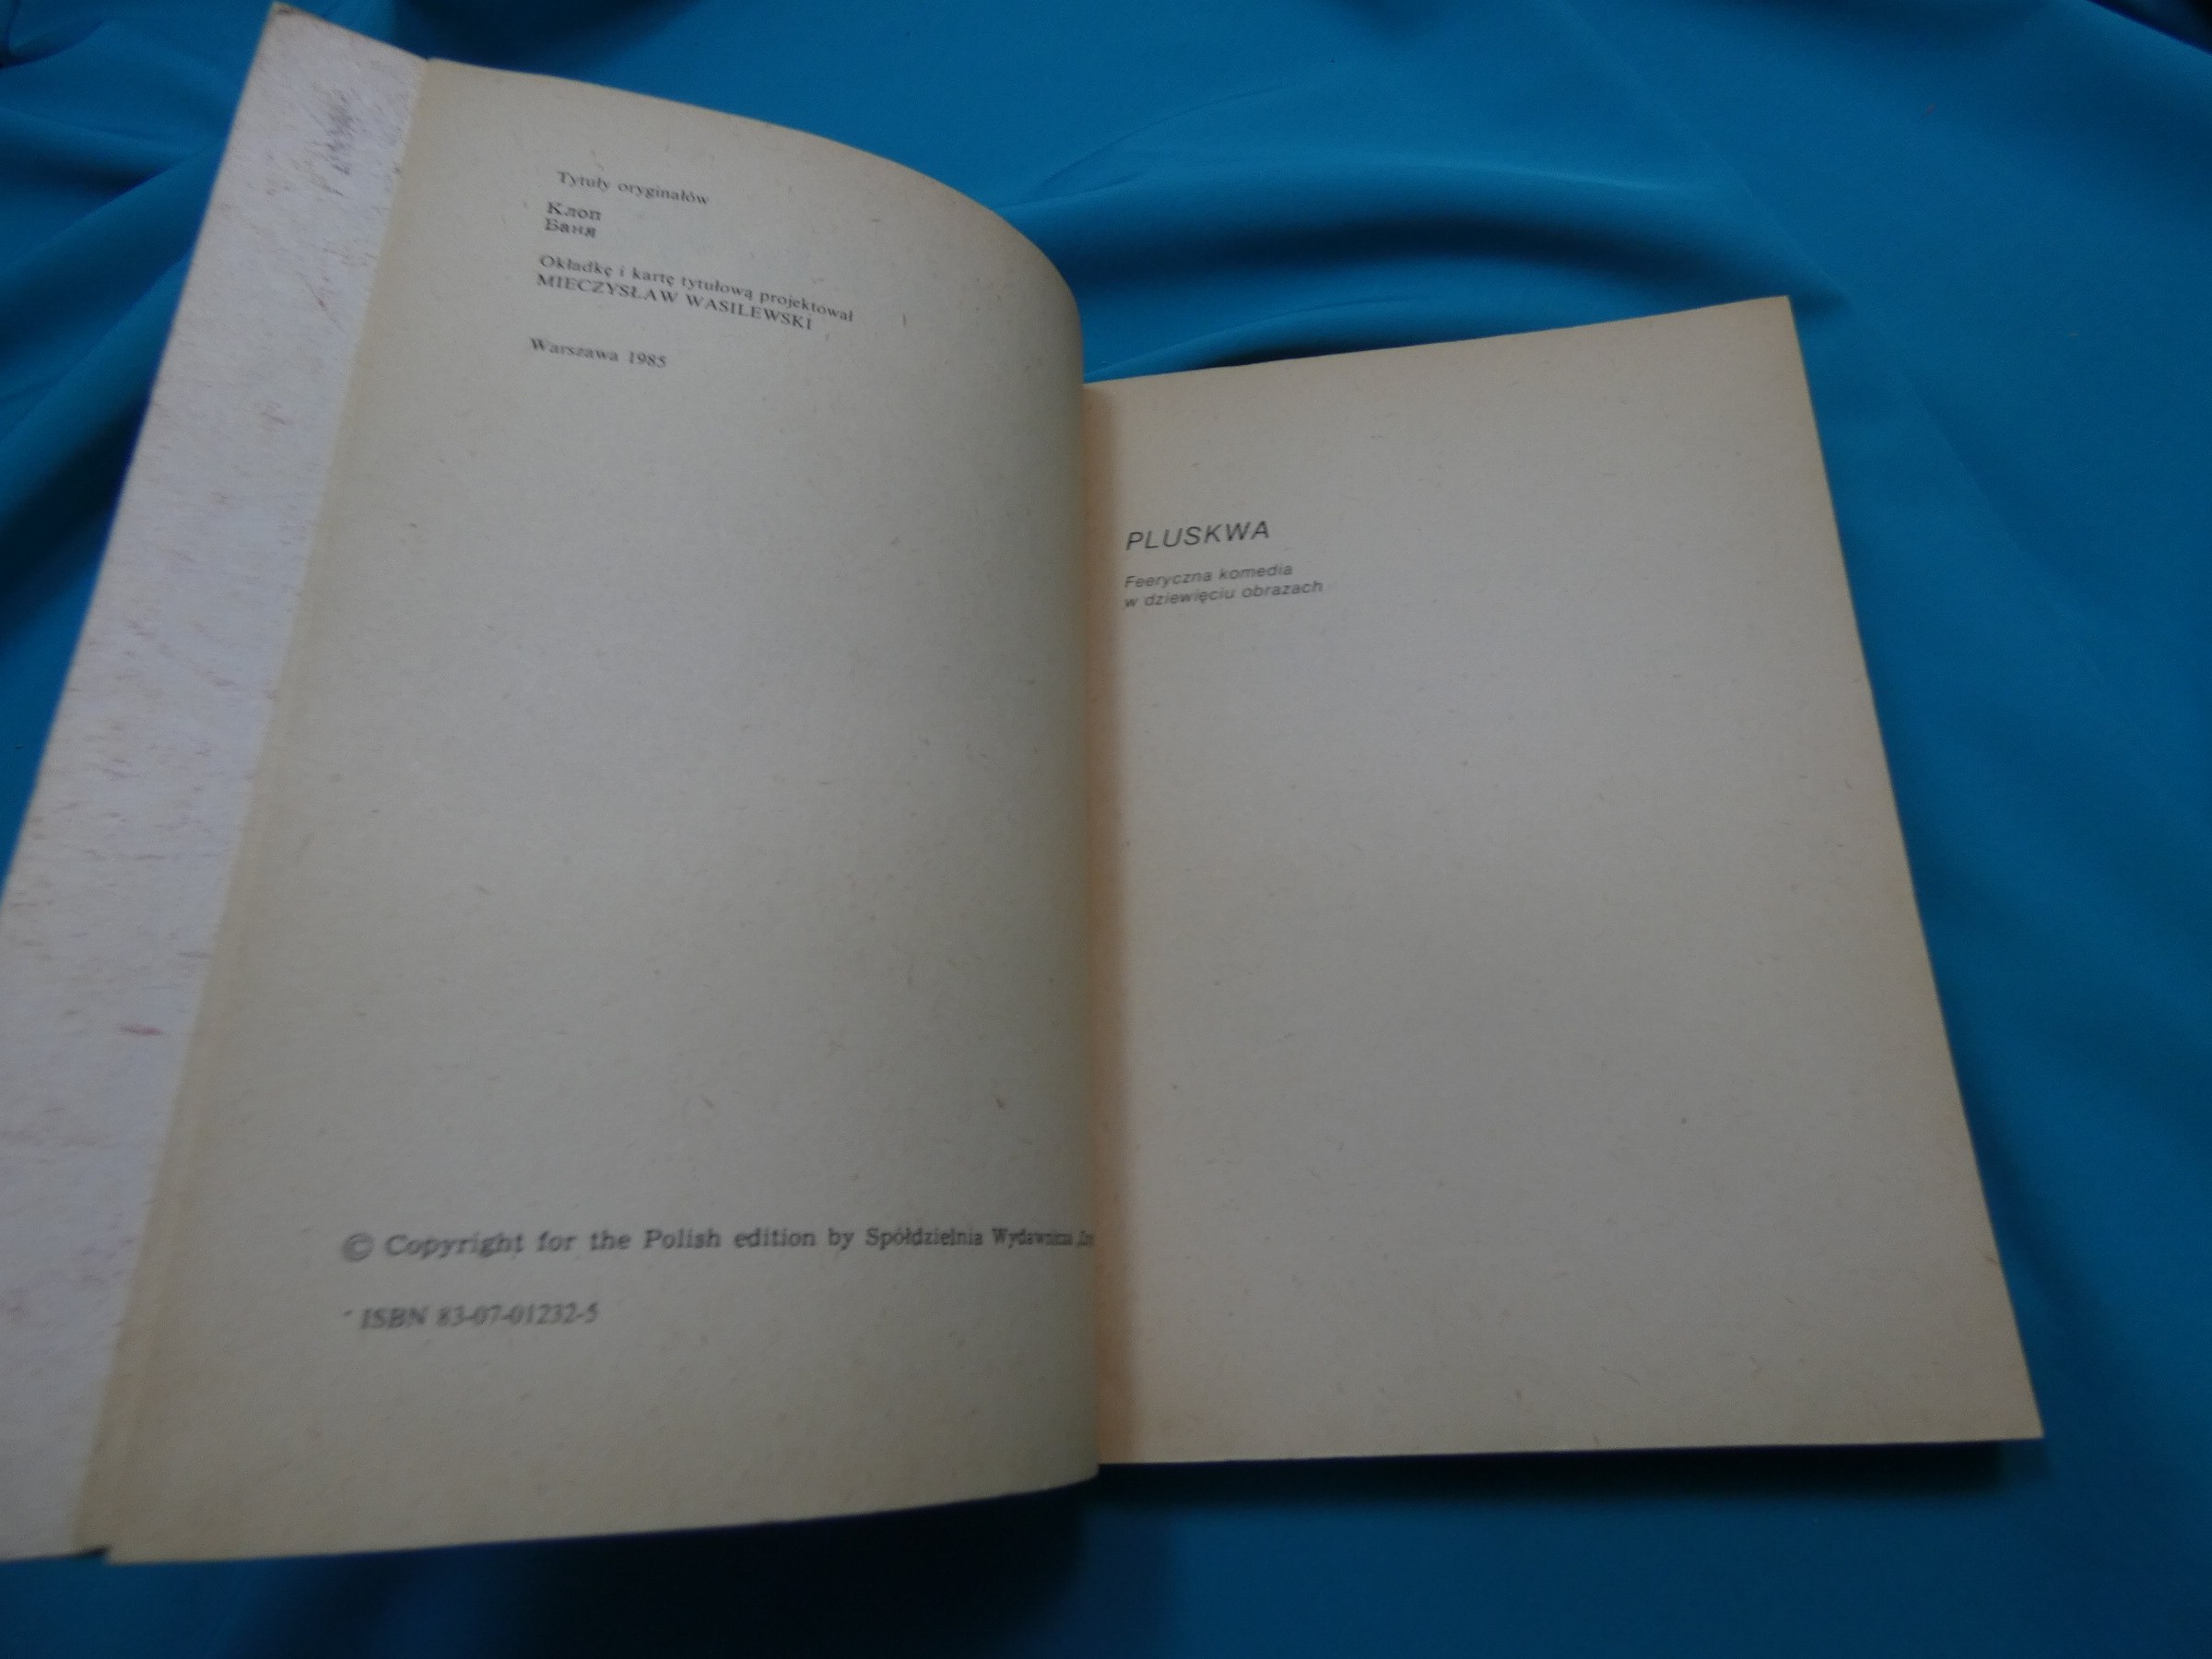 Tytuły oryginałów
Клоп
Баня
Okładkę i kartę tytułową projektował
MIECZYSŁAW WASILEWSKI
Warszawa 1985
© Copyright for the Polish edition by Spółdzielnia Wydawnicza
ISBN 83-07-01232-5
PLUSKWA
Feeryczna komedia
w dziewięciu obrazach